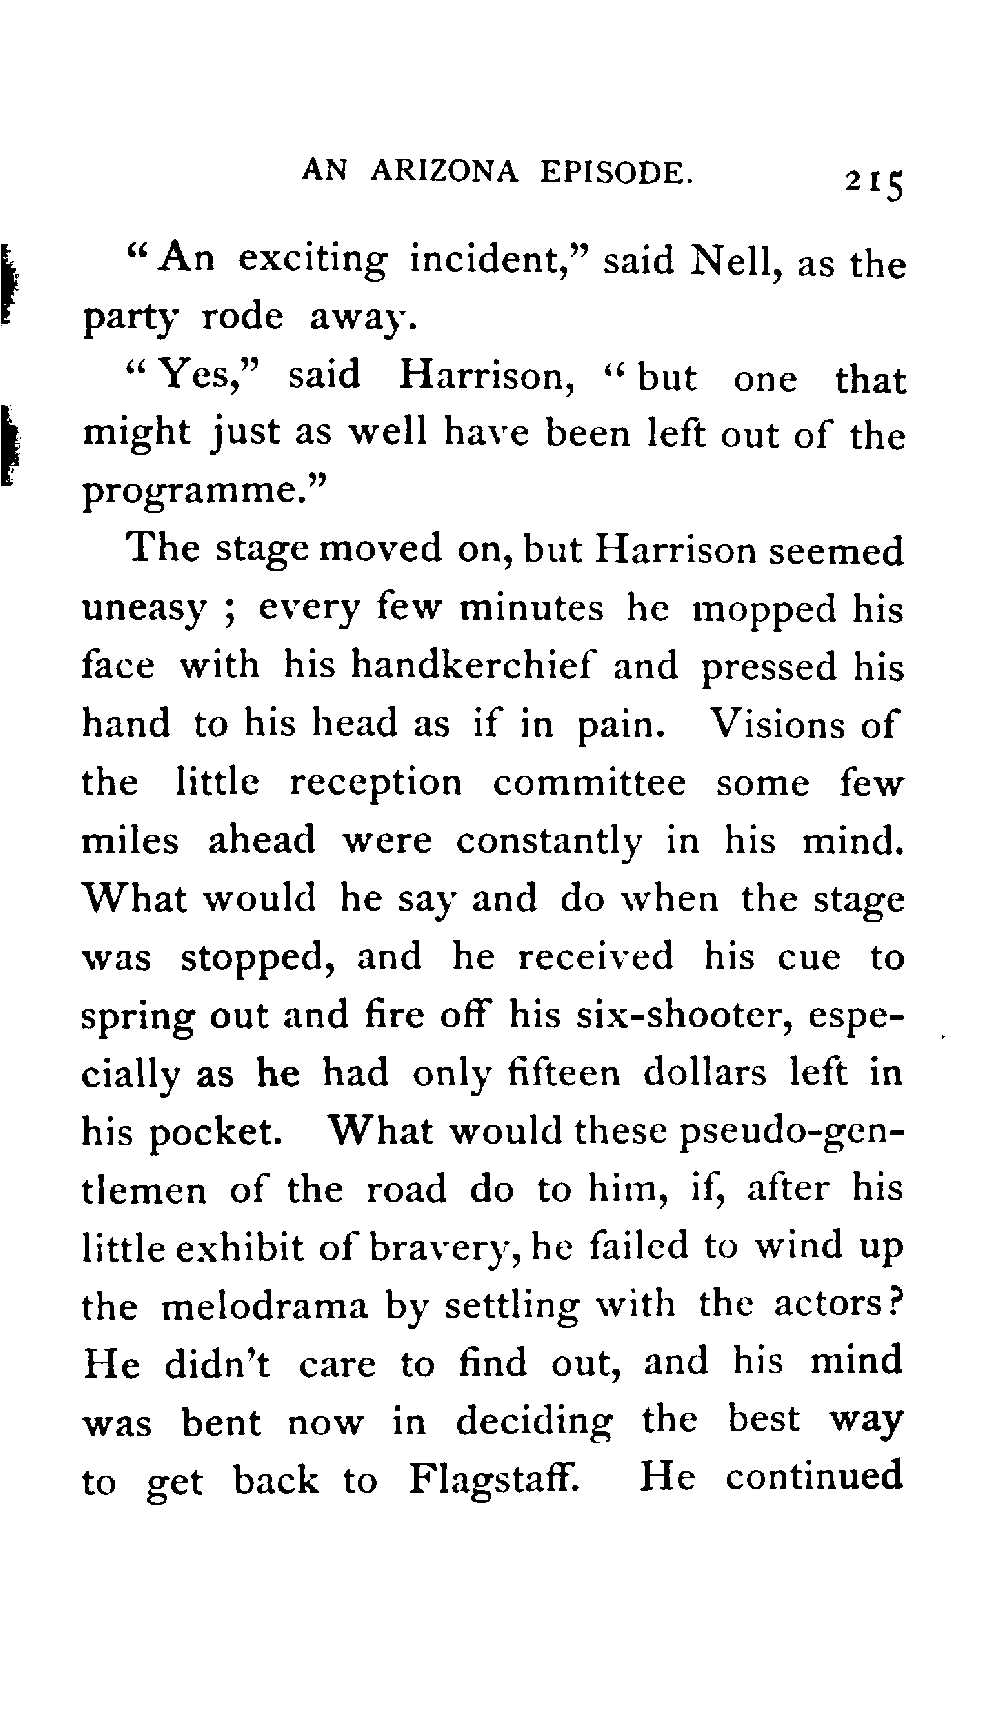 AN ARIZONA EPISODE. 215
“An exciting incident,” said Nell, as the
party rode away.
“Yes,” said Harrison, “but one that
might just as well have been left out of the
programme.”
The stage moved on, but Harrison seemed
uneasy ; every few minutes he mopped his
face with his handkerchief and pressed his
hand to his head as if in pain. Visions of
the little reception committee some few
miles ahead were constantly in his mind.
What would he say and do when the stage
was stopped, and he received his cue to
spring out and fire off his six-shooter, espe-
cially as he had only fifteen dollars left in
his pocket. What would these pseudo-gen-
tlemen of the road do to him, if, after his
little exhibit of bravery, he failed to wind up
the melodrama by settling with the actors?
He didn’t care to find out, and his mind
was bent now in deciding the best way
to get back to Flagstaff. He continued